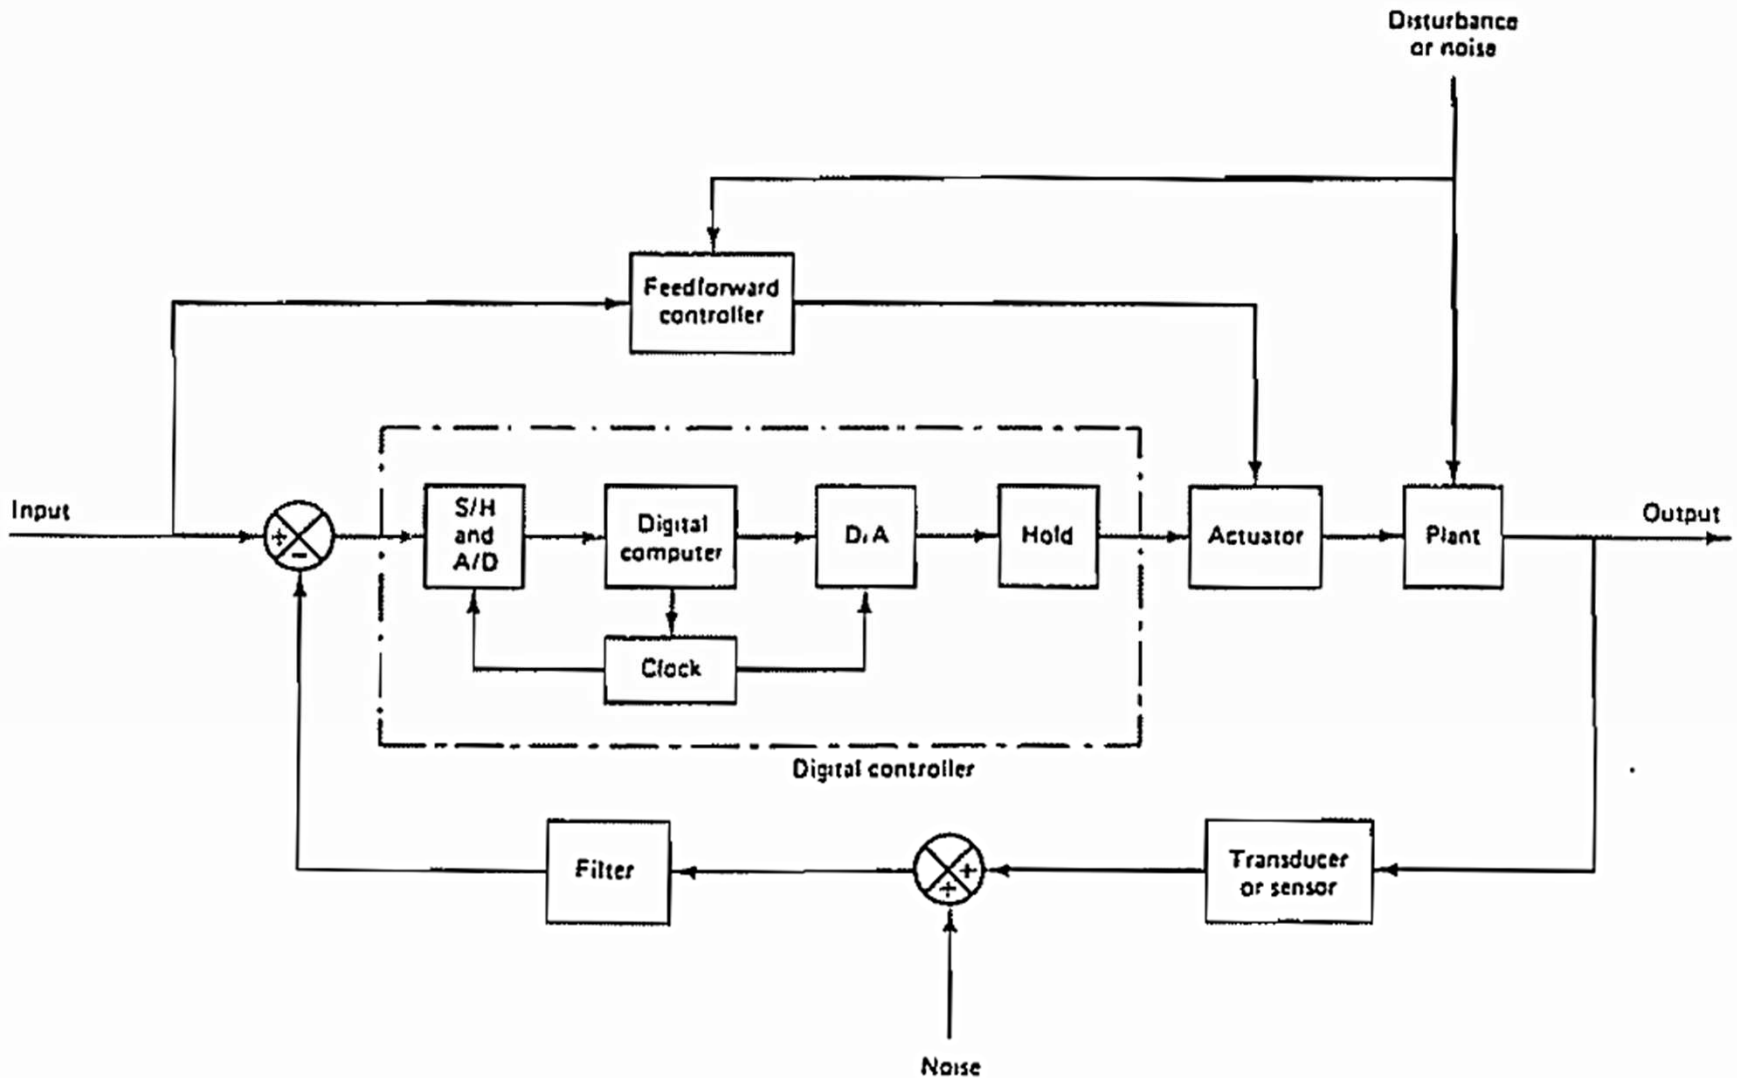 Disturbance
or noise
Feedforward
controller
Input
+
−
S/H
and
A/D
Digital
computer
D/A
Hold
Actuator
Plant
Output
Clock
Digital controller
Filter
+
+
Transducer
or sensor
Noise